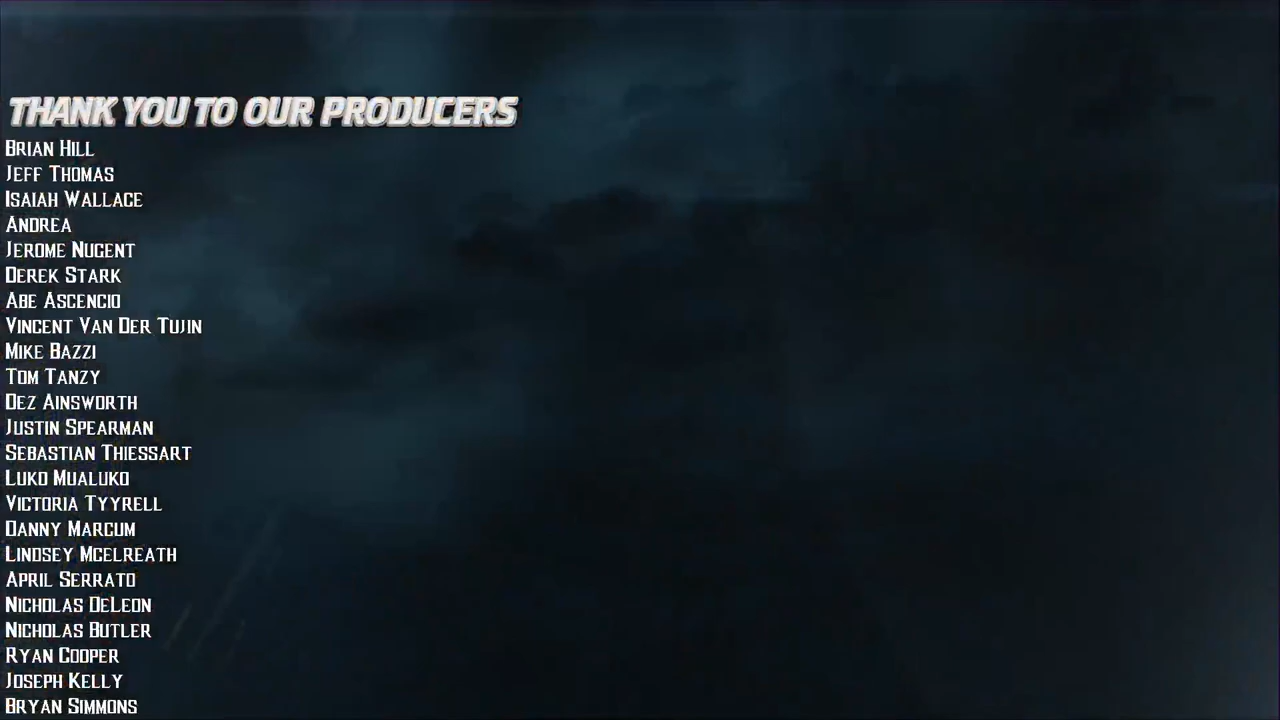 THANK YOU TO OUR PRODUCERS
BRIAN HILL
JEFF THOMAS
ISAIAH WALLACE
ANDREA
JEROME NUGENT
DEREK STARK
ABE ASCENCIO
VINCENT VAN DER TUJIN
MIKE BAZZI
TOM TANZY
DEZ AINSWORTH
JUSTIN SPEARMAN
SEBASTIAN THIESSART
LUKO MUALUKO
VICTORIA TYYRELL
DANNY MARCUM
LINDSEY MCELREATH
APRIL SERRATO
NICHOLAS DELEON
NICHOLAS BUTLER
RYAN COOPER
JOSEPH KELLY
BRYAN SIMMONS